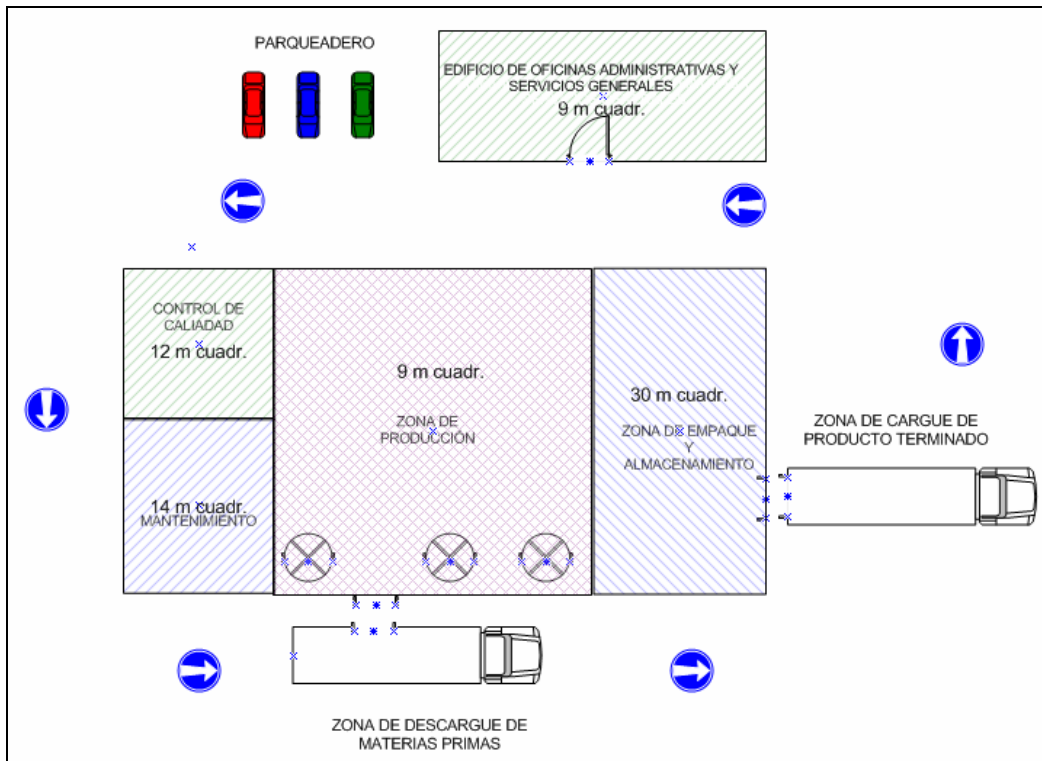 PARQUEADERO
EDIFICIO DE OFICINAS ADMINISTRATIVAS Y
SERVICIOS GENERALES
9 m cuadr.
CONTROL DE
CALIADAD
12 m cuadr.
9 m cuadr.
ZONA DE
PRODUCCIÓN
30 m cuadr.
ZONA DE EMPAQUE
Y
ALMACENAMIENTO
ZONA DE CARGUE DE
PRODUCTO TERMINADO
14 m cuadr.
MANTENIMIENTO
ZONA DE DESCARGUE DE
MATERIAS PRIMAS